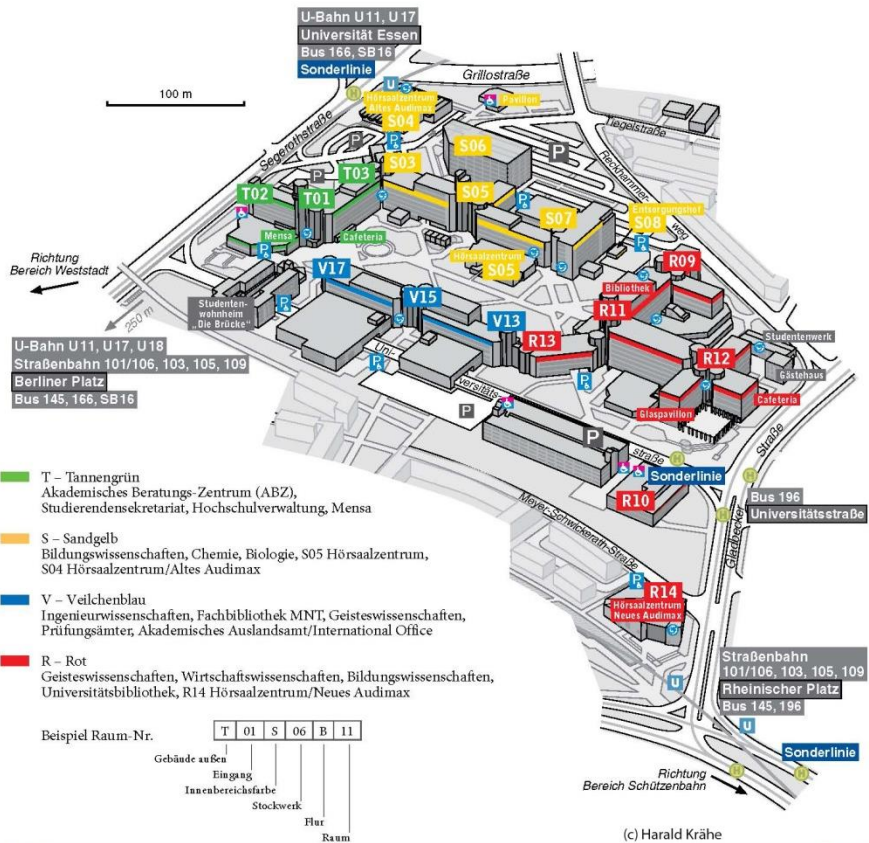 U-Bahn U11, U17
Universität Essen
Bus 166, SB16
Sonderlinie
100 m
Grillostraße
Segerothstraße
Tiegelstraße
Reckhammerweg
U
H
Hörsaalzentrum
Altes Audimax
S04
Pavillon
P
S03
S06
P
P
P
T03
T02
T01
S05
S07
Entsorgungshof
S08
P
Mensa
Cafeteria
Hörsaalzentrum
S05
R09
Bibliothek
Richtung
Bereich Weststadt
250 m
V17
V15
V13
R11
R13
R12
Studenten-
wohnheim
„Die Brücke“
Studentenwerk
Gästehaus
Cafeteria
Glaspavillon
U-Bahn U11, U17, U18
Straßenbahn 101/106, 103, 105, 109
Berliner Platz
Bus 145, 166, SB16
Uni-
versitäts-
straße
P
P
Sonderlinie
H
R10
Straße
Gladbecker
H
H
Bus 196
Universitätsstraße
Meyer-Schwickerath-Straße
P
R14
Hörsaalzentrum
Neues Audimax
T – Tannengrün
Akademisches Beratungs-Zentrum (ABZ),
Studierendensekretariat, Hochschulverwaltung, Mensa
S – Sandgelb
Bildungswissenschaften, Chemie, Biologie, S05 Hörsaalzentrum,
S04 Hörsaalzentrum/Altes Audimax
V – Veilchenblau
Ingenieurwissenschaften, Fachbibliothek MNT, Geisteswissenschaften,
Prüfungsämter, Akademisches Auslandsamt/International Office
R – Rot
Geisteswissenschaften, Wirtschaftswissenschaften, Bildungswissenschaften,
Universitätsbibliothek, R14 Hörsaalzentrum/Neues Audimax
Straßenbahn
101/106, 103, 105, 109
Rheinischer Platz
Bus 145, 196
U
U
Sonderlinie
H
H
Richtung
Bereich Schützenbahn
Beispiel Raum-Nr.
T 01 S 06 B 11
Gebäude außen
Eingang
Innenbereichsfarbe
Stockwerk
Flur
Raum
(c) Harald Krähe